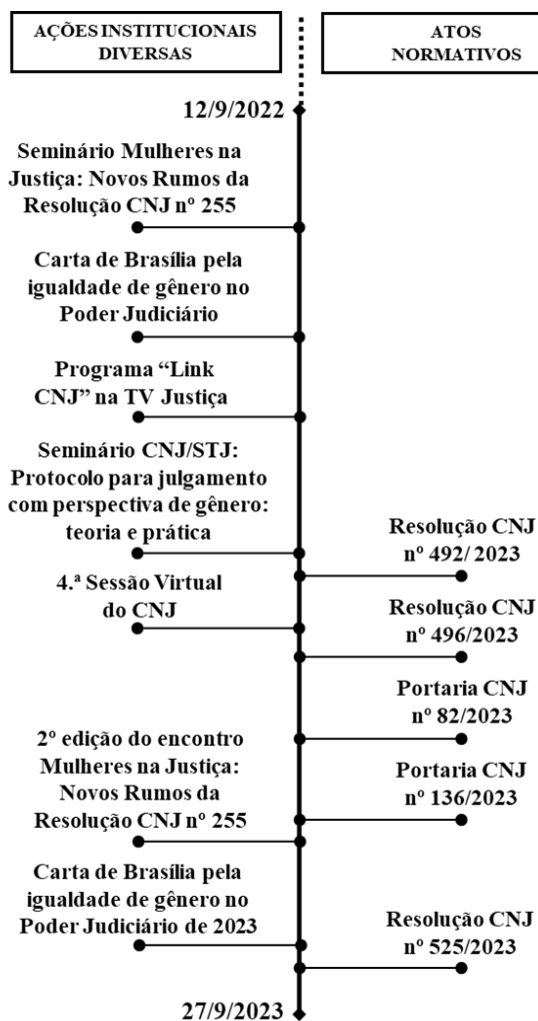 AÇÕES INSTITUCIONAIS
DIVERSAS
ATOS
NORMATIVOS
12/9/2022
Seminário Mulheres na
Justiça: Novos Rumos da
Resolução CNJ nº 255
Carta de Brasília pela
igualdade de gênero no
Poder Judiciário
Programa “Link
CNJ” na TV Justiça
Seminário CNJ/STJ:
Protocolo para julgamento
com perspectiva de gênero:
teoria e prática
Resolução CNJ
nº 492/ 2023
4.ª Sessão Virtual
do CNJ
Resolução CNJ
nº 496/2023
Portaria CNJ
nº 82/2023
2º edição do encontro
Mulheres na Justiça:
Novos Rumos da
Resolução CNJ nº 255
Portaria CNJ
nº 136/2023
Carta de Brasília pela
igualdade de gênero no
Poder Judiciário de 2023
Resolução CNJ
nº 525/2023
27/9/2023